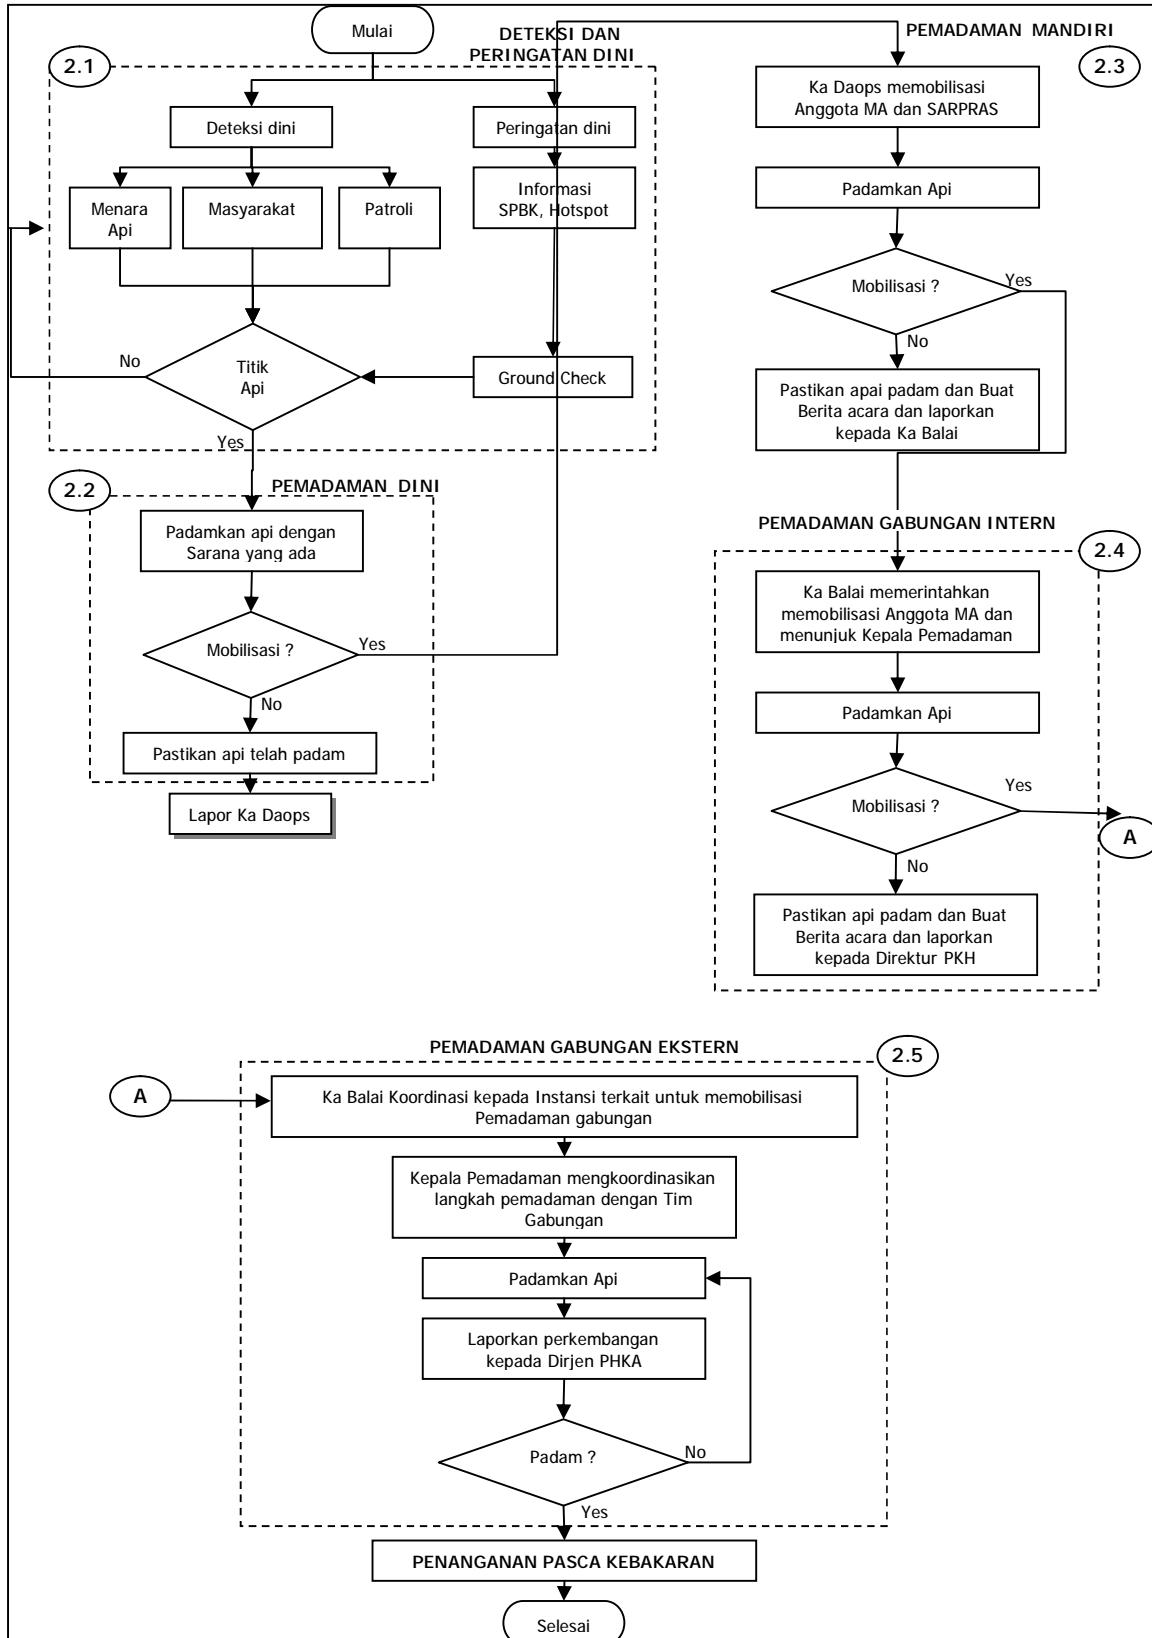 Mulai
DETEKSI DAN
PERINGATAN DINI
2.1
Deteksi dini
Peringatan dini
Menara
Api
Masyarakat
Patroli
Informasi
SPBK, Hotspot
No
Titik
Api
Ground Check
Yes
2.2
PEMADAMAN DINI
Padamkan api dengan
Sarana yang ada
Mobilisasi ?
Yes
No
Pastikan api telah padam
Lapor Ka Daops
PEMADAMAN MANDIRI
2.3
Ka Daops memobilisasi
Anggota MA dan SARPRAS
Padamkan Api
Mobilisasi ?
Yes
No
Pastikan apai padam dan Buat
Berita acara dan laporkan
kepada Ka Balai
PEMADAMAN GABUNGAN INTERN
2.4
Ka Balai memerintahkan
memobilisasi Anggota MA dan
menunjuk Kepala Pemadaman
Padamkan Api
Mobilisasi ?
Yes
A
No
Pastikan api padam dan Buat
Berita acara dan laporkan
kepada Direktur PKH
PEMADAMAN GABUNGAN EKSTERN
2.5
A
Ka Balai Koordinasi kepada Instansi terkait untuk memobilisasi
Pemadaman gabungan
Kepala Pemadaman mengkoordinasikan
langkah pemadaman dengan Tim
Gabungan
Padamkan Api
Laporkan perkembangan
kepada Dirjen PHKA
Padam ?
No
Yes
PENANGANAN PASCA KEBAKARAN
Selesai